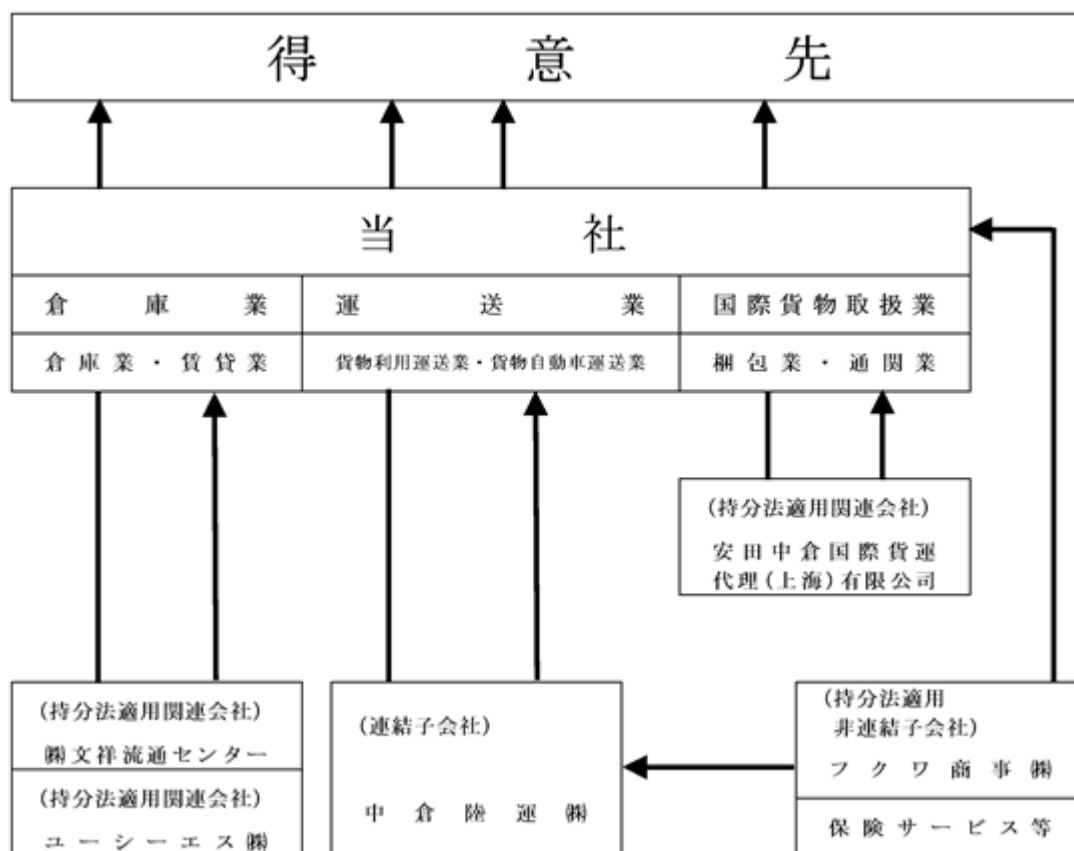 得意先
当社
倉庫業 運送業 国際貨物取扱業
倉庫業・賃貸業 貨物利用運送業・貨物自動車運送業 梱包業・通関業
(持分法適用関連会社)
安田中倉国際貨運
代理(上海)有限公司
(持分法適用関連会社)
㈱文祥流通センター
(持分法適用関連会社)
ユーシーエス㈱
(連結子会社)
中倉陸運㈱
(持分法適用
非連結子会社)
フクワ商事㈱
保険サービス等